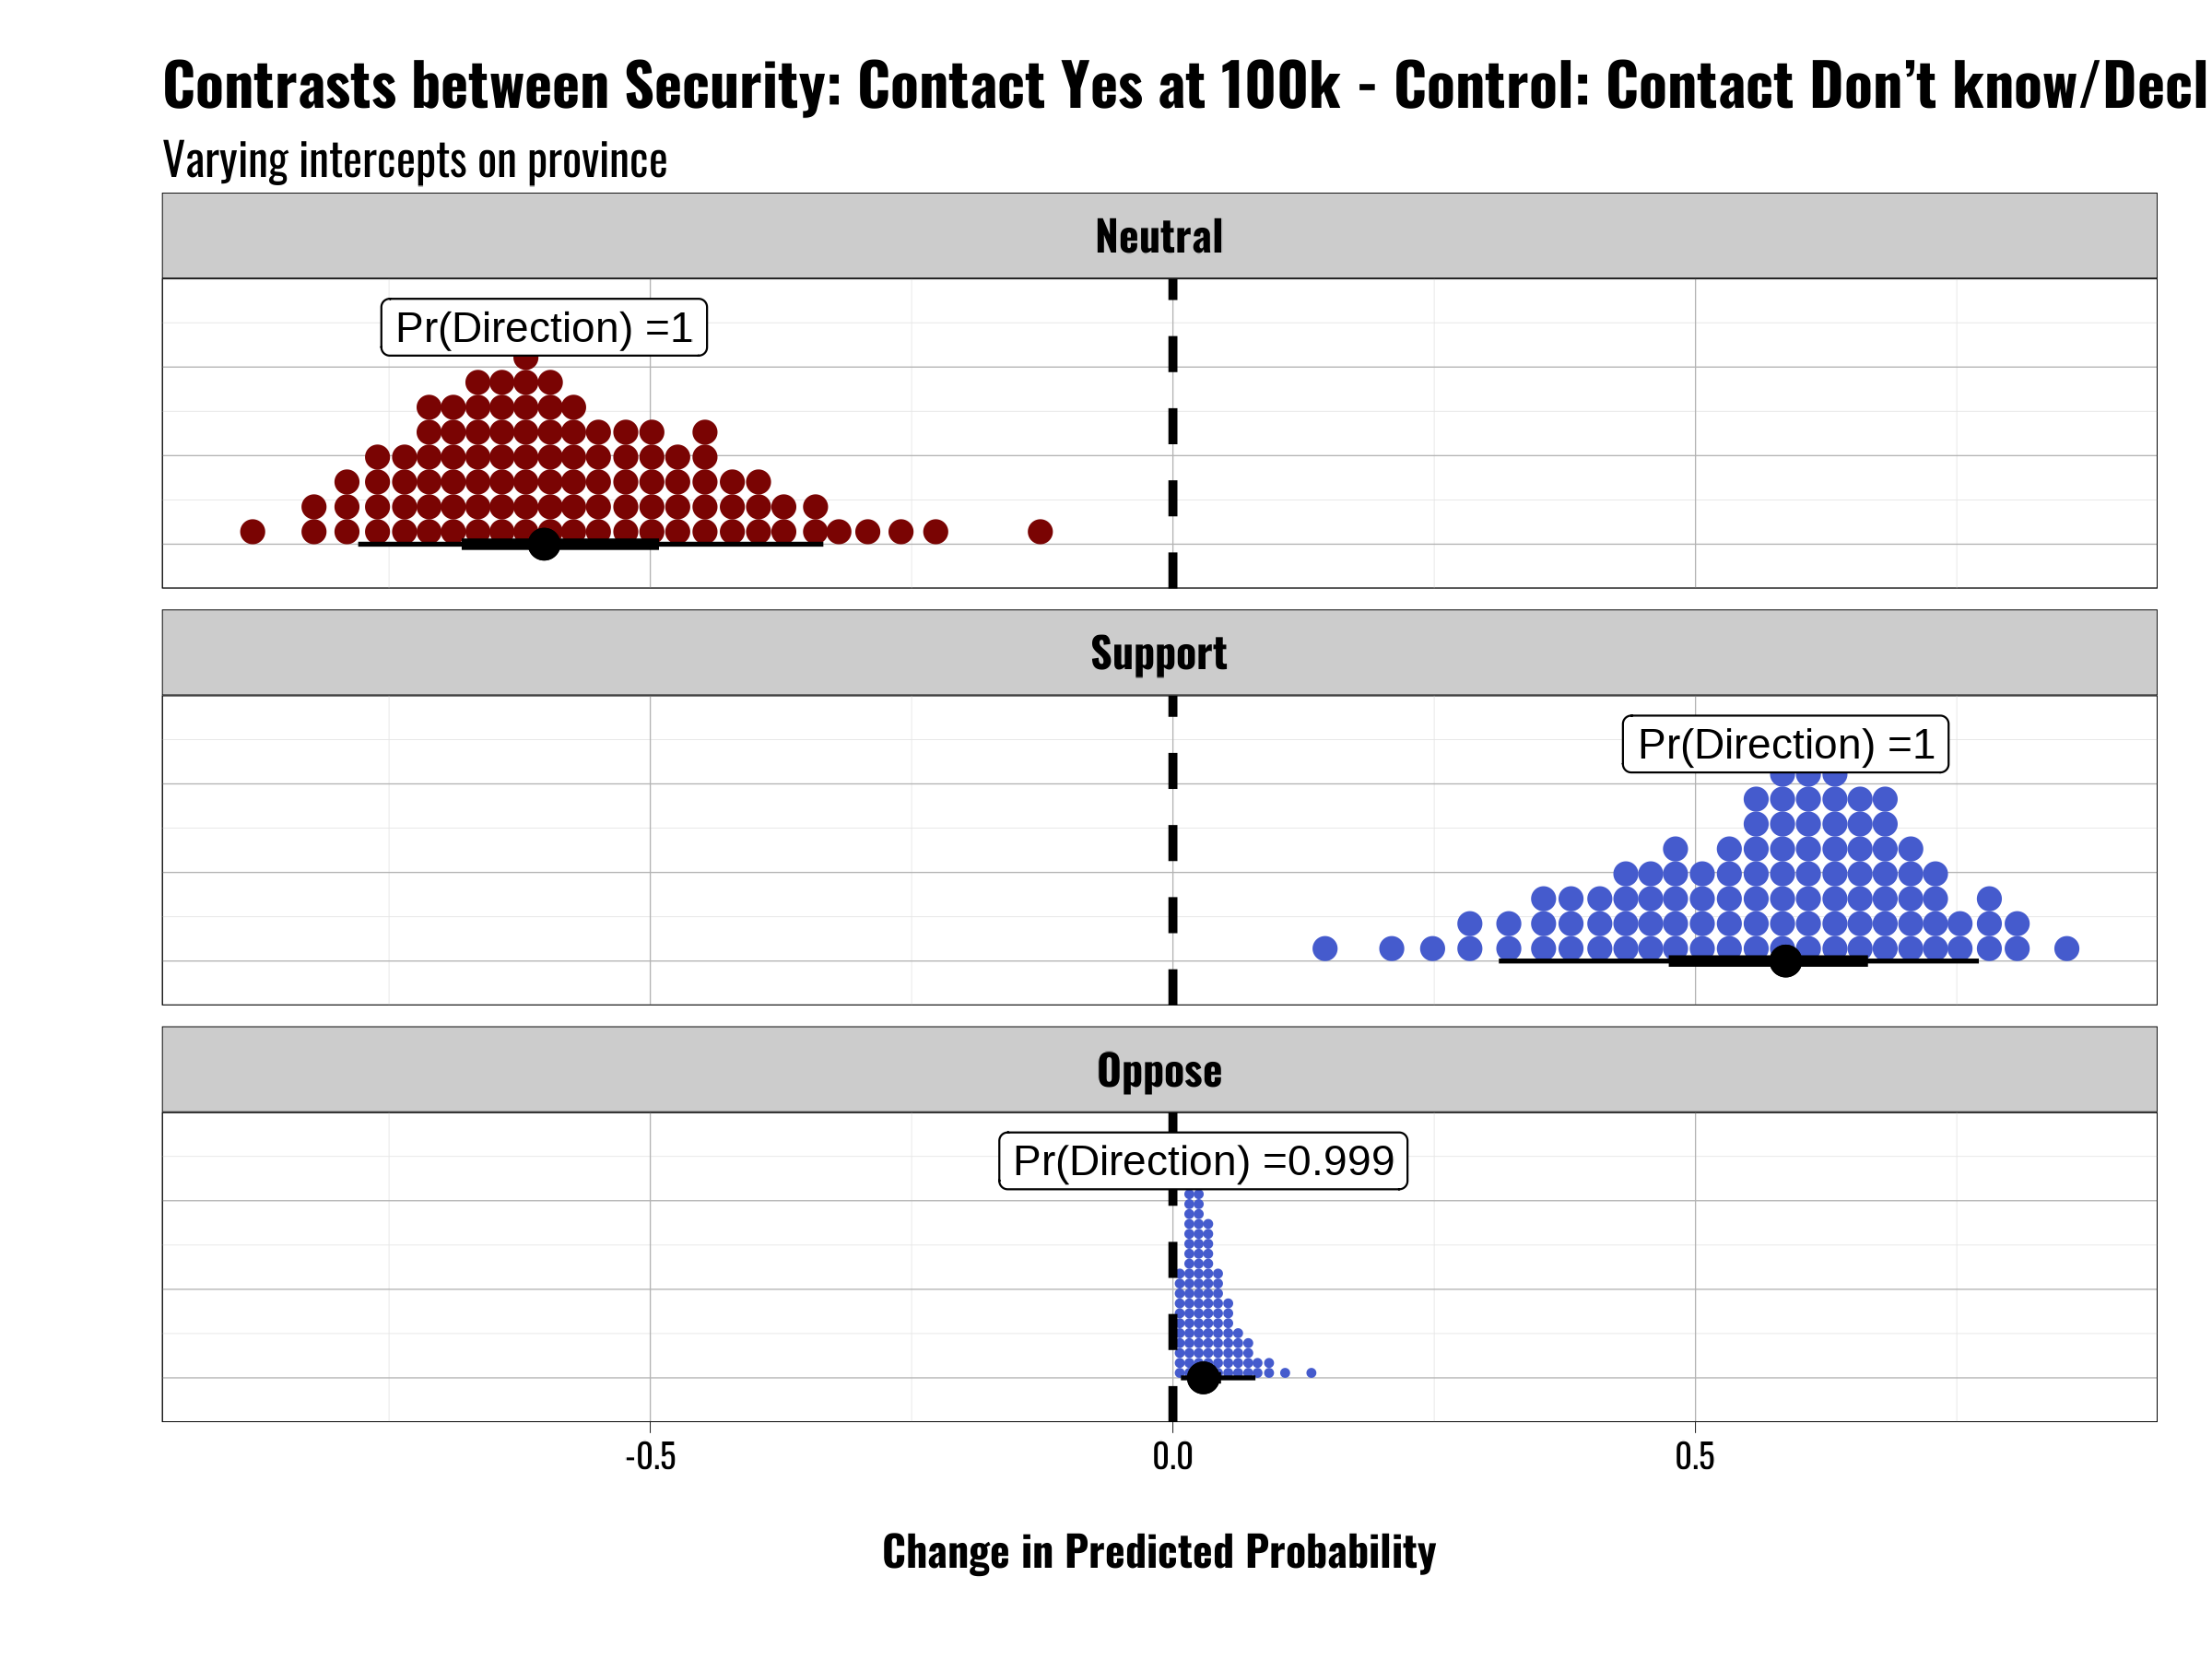 Contrasts between Security: Contact Yes at 100k - Control: Contact Don’t know/Decl
Varying intercepts on province
Neutral
Pr(Direction) =1
Support
Pr(Direction) =1
Oppose
Pr(Direction) =0.999
-0.5 0.0 0.5
Change in Predicted Probability